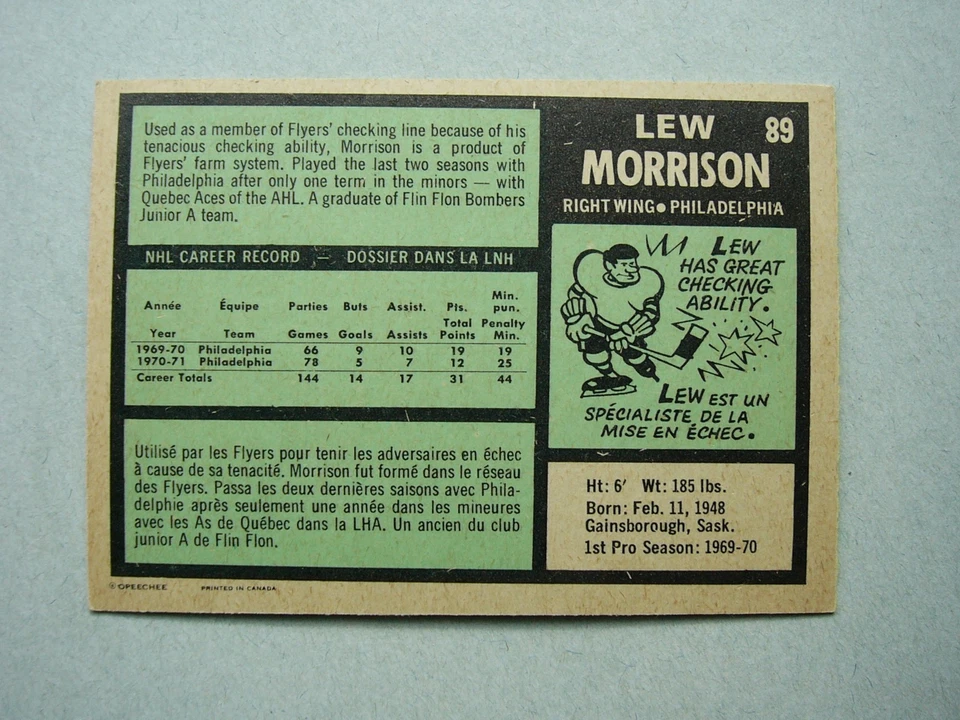 Used as a member of Flyers' checking line because of his
tenacious checking ability, Morrison is a product of
Flyers' farm system. Played the last two seasons with
Philadelphia after only one term in the minors — with
Quebec Aces of the AHL. A graduate of Flin Flon Bombers
Junior A team.
NHL CAREER RECORD — DOSSIER DANS LA LNH
Année Équipe Parties Buts Assist. Pts. Min. pun.
Year Team Games Goals Assists Total Points Penalty Min.
1969-70 Philadelphia 66 9 10 19 19
1970-71 Philadelphia 78 5 7 12 25
Career Totals 144 14 17 31 44
Utilisé par les Flyers pour tenir les adversaires en échec
à cause de sa tenacité. Morrison fut formé dans le réseau
des Flyers. Passa les deux dernières saisons avec Phila-
delphie après seulement une année dans les mineures
avec les As de Québec dans la LHA. Un ancien du club
junior A de Flin Flon.
© OPEECHEE PRINTED IN CANADA
LEW 89
MORRISON
RIGHT WING • PHILADELPHIA
LEW
HAS GREAT
CHECKING
ABILITY.
LEW EST UN
SPÉCIALISTE DE LA
MISE EN ÉCHEC.
Ht: 6' Wt: 185 lbs.
Born: Feb. 11, 1948
Gainsborough, Sask.
1st Pro Season: 1969-70